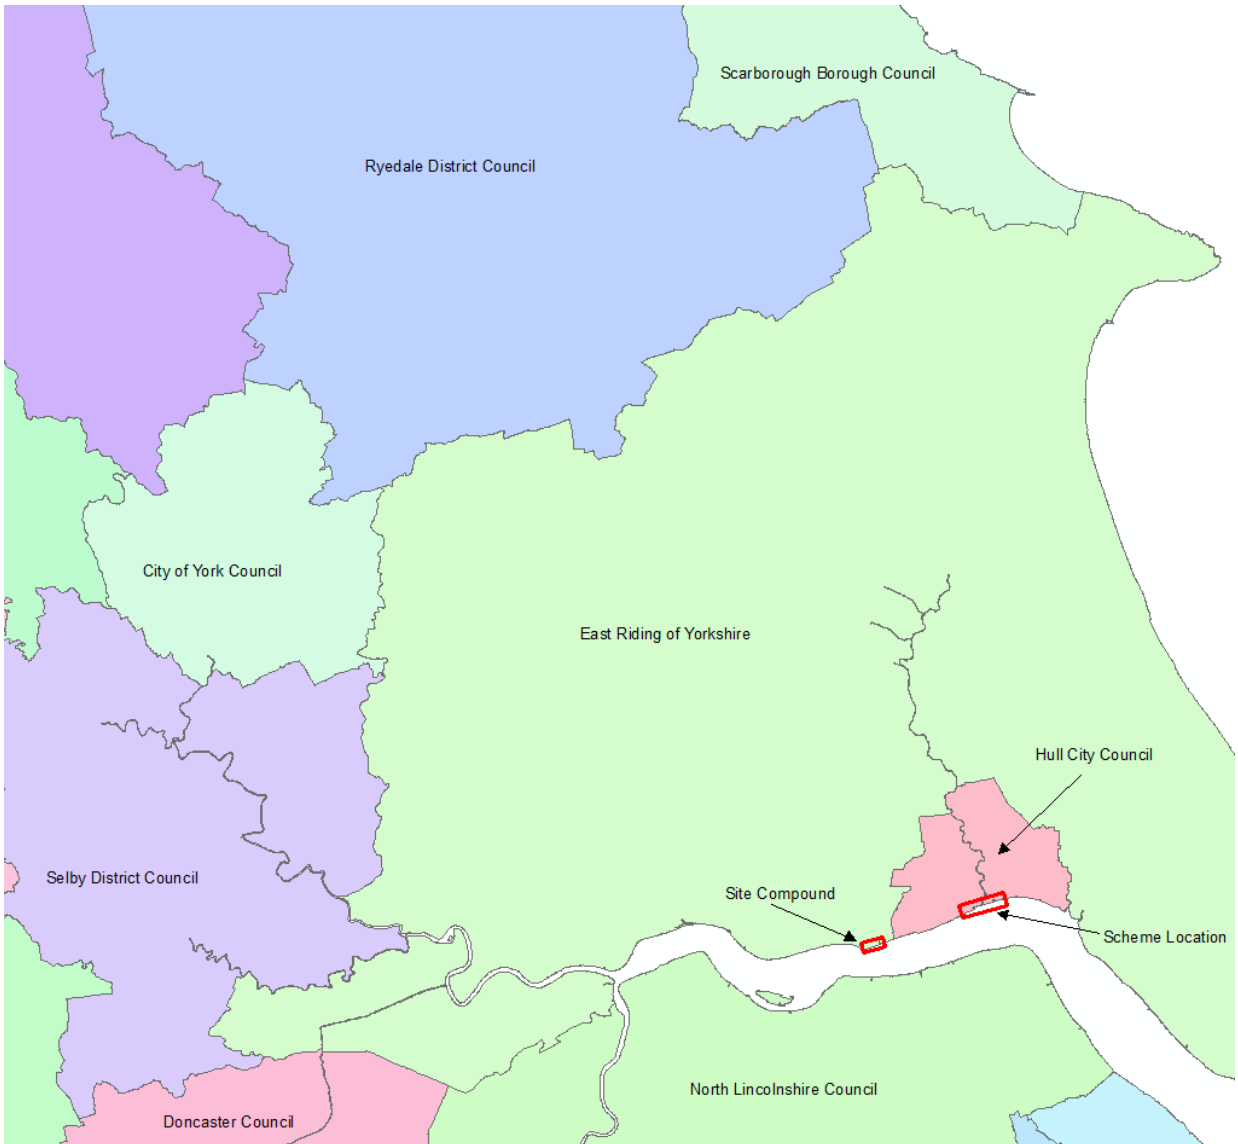 Scarborough Borough Council
Ryedale District Council
City of York Council
East Riding of Yorkshire
Hull City Council
Selby District Council
Site Compound
Scheme Location
North Lincolnshire Council
Doncaster Council